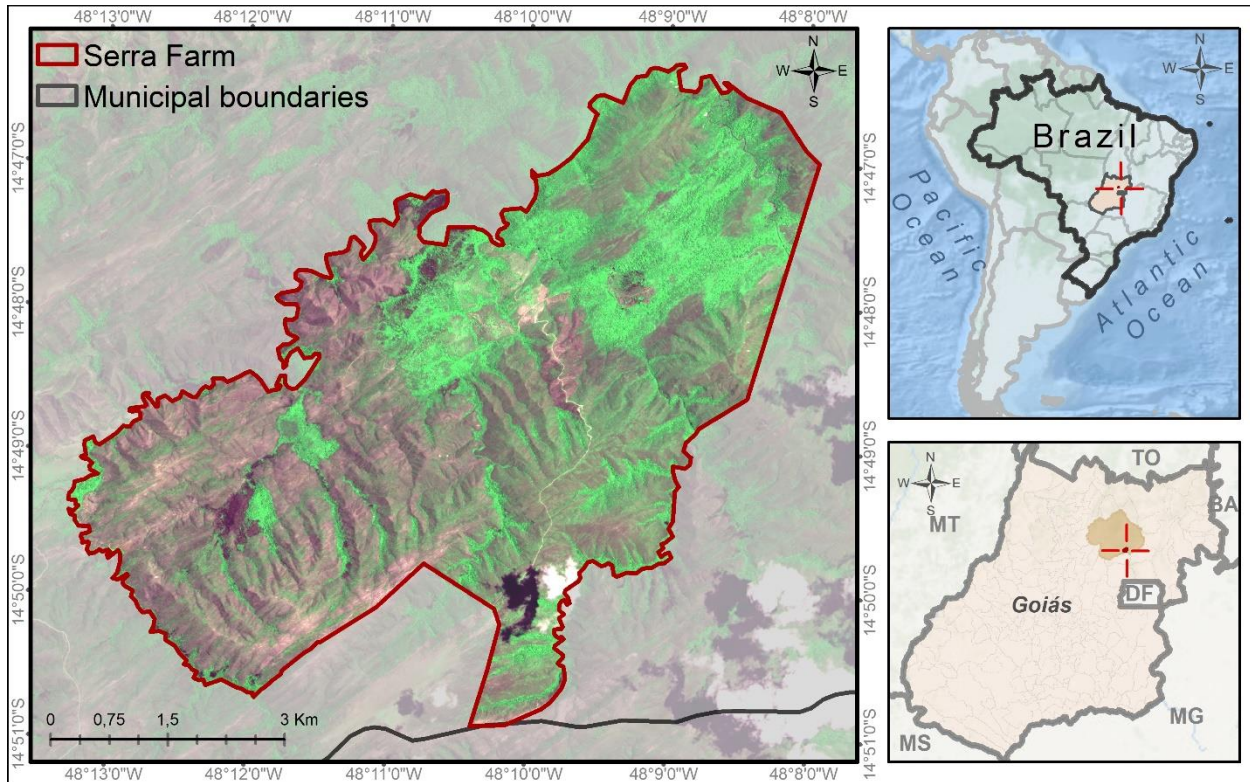 48°13'0"W 48°12'0"W 48°11'0"W 48°10'0"W 48°9'0"W 48°8'0"W
Serra Farm
Municipal boundaries
N
W E
S
14°47'0"S
14°48'0"S
14°49'0"S
14°50'0"S
14°51'0"S
14°47'0"S
14°48'0"S
14°49'0"S
14°50'0"S
14°51'0"S
0 0,75 1,5 3 Km
48°13'0"W 48°12'0"W 48°11'0"W 48°10'0"W 48°9'0"W 48°8'0"W
N
W E
S
Brazil
Pacific
Ocean
Atlantic
Ocean
N
W E
S
TO
BA
MT
DF
Goiás
MG
MS